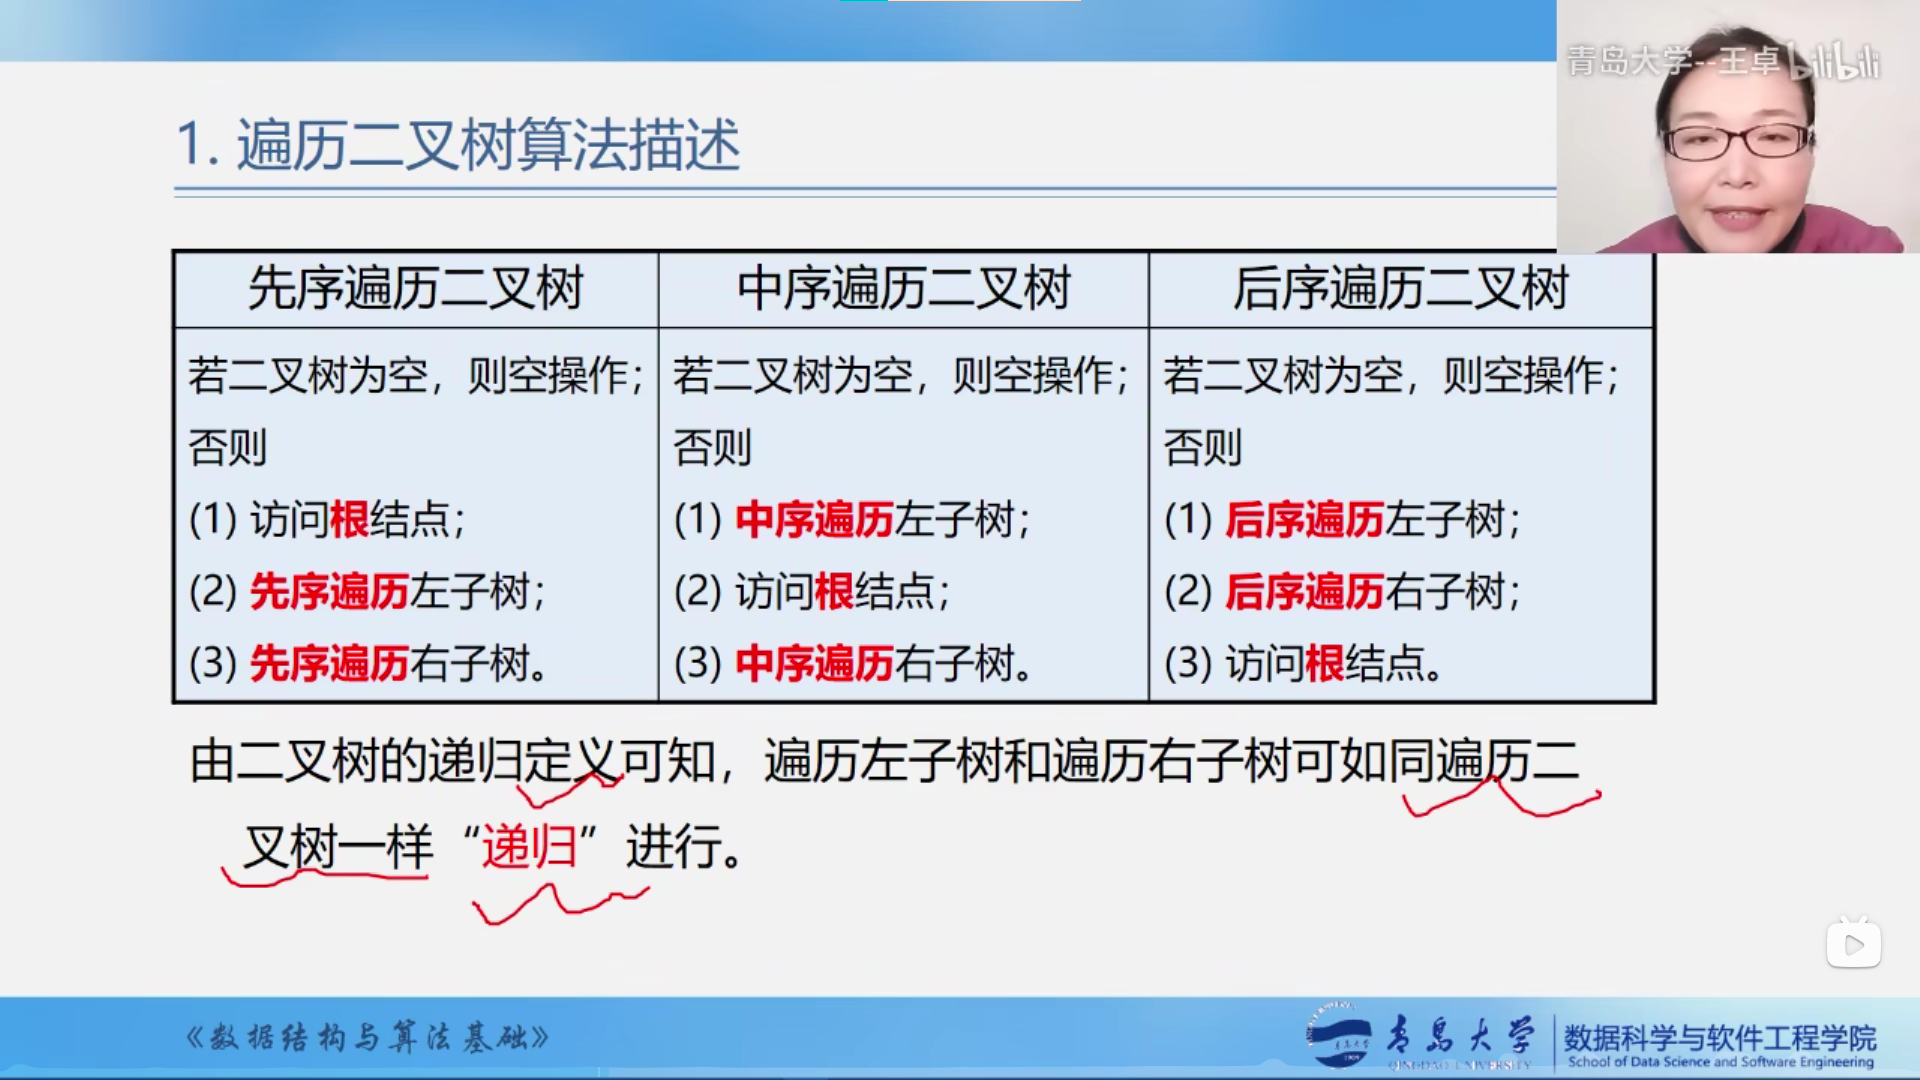 青岛大学--王卓 bilibili
1. 遍历二叉树算法描述
先序遍历二叉树
若二叉树为空，则空操作；
否则
(1) 访问根结点；
(2) 先序遍历左子树；
(3) 先序遍历右子树。
中序遍历二叉树
若二叉树为空，则空操作；
否则
(1) 中序遍历左子树；
(2) 访问根结点；
(3) 中序遍历右子树。
后序遍历二叉树
若二叉树为空，则空操作；
否则
(1) 后序遍历左子树；
(2) 后序遍历右子树；
(3) 访问根结点。
由二叉树的递归定义可知，遍历左子树和遍历右子树可如同遍历二
叉树一样“递归”进行。
《数据结构与算法基础》
青岛大学
QINGDAO UNIVERSITY
数据科学与软件工程学院
School of Data Science and Software Engineering